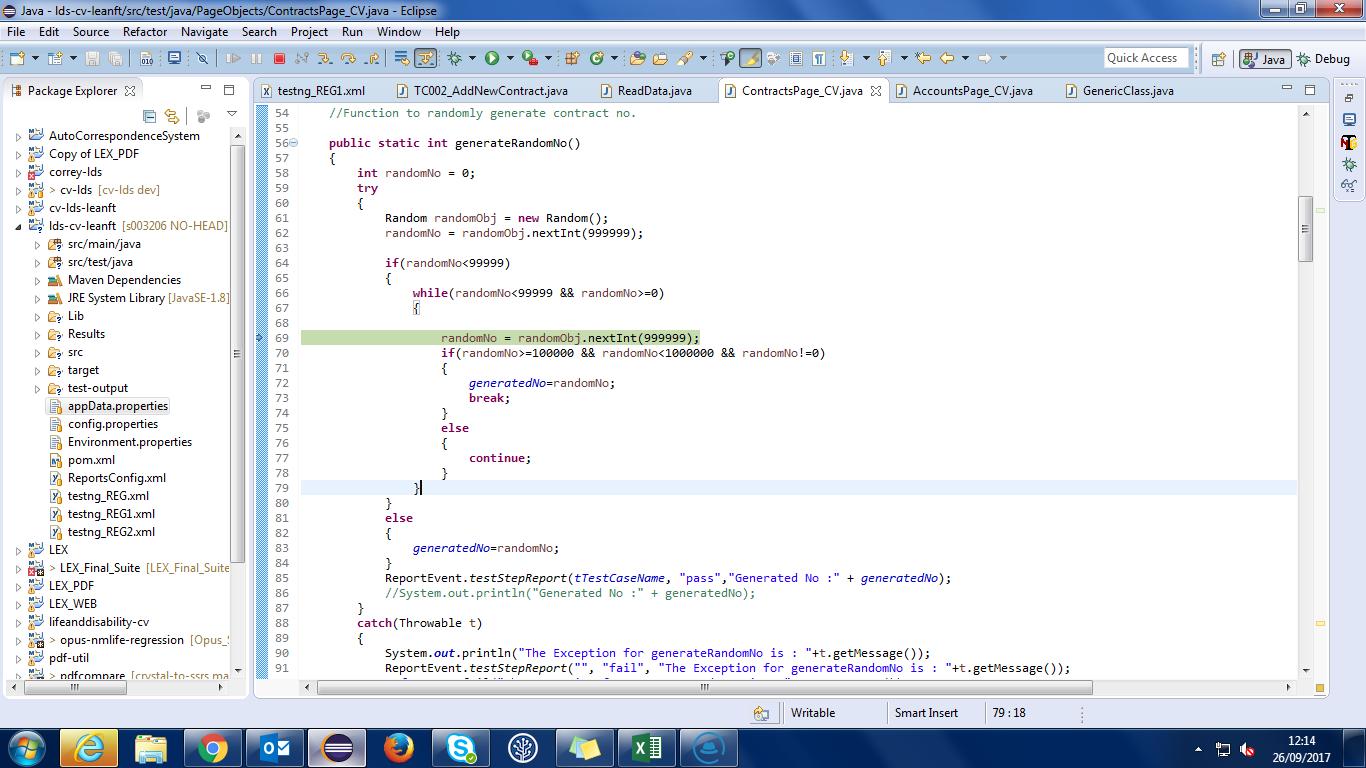 Java - lds-cv-leanft/src/test/java/PageObjects/ContractsPage_CV.java - Eclipse
File Edit Source Refactor Navigate Search Project Run Window Help
Quick Access Java Debug
Package Explorer
testng_REG1.xml TC002_AddNewContract.java ReadData.java ContractsPage_CV.java AccountsPage_CV.java GenericClass.java
AutoCorrespondenceSystem
Copy of LEX_PDF
correy-lds
> cv-lds [cv-lds dev]
cv-lds-leanft
lds-cv-leanft [s003206 NO-HEAD]
src/main/java
src/test/java
Maven Dependencies
JRE System Library [JavaSE-1.8]
Lib
Results
src
target
test-output
appData.properties
config.properties
Environment.properties
pom.xml
ReportsConfig.xml
testng_REG.xml
testng_REG1.xml
testng_REG2.xml
LEX
> LEX_Final_Suite [LEX_Final_Suite
LEX_PDF
LEX_WEB
lifeanddisability-cv
> opus-nmlife-regression [Opus_S
pdf-util
> pdfcompare [crystal-to-ssrs ma
54 //Function to randomly generate contract no.
55
56 public static int generateRandomNo()
57 {
58 int randomNo = 0;
59 try
60 {
61 Random randomObj = new Random();
62 randomNo = randomObj.nextInt(999999);
63
64 if(randomNo<99999)
65 {
66 while(randomNo<99999 && randomNo>=0)
67 {
68
69 randomNo = randomObj.nextInt(999999);
70 if(randomNo>=100000 && randomNo<1000000 && randomNo!=0)
71 {
72 generatedNo=randomNo;
73 break;
74 }
75 else
76 {
77 continue;
78 }
79 }
80 }
81 else
82 {
83 generatedNo=randomNo;
84 }
85 ReportEvent.testStepReport(tTestCaseName, "pass","Generated No :" + generatedNo);
86 //System.out.println("Generated No :" + generatedNo);
87 }
88 catch(Throwable t)
89 {
90 System.out.println("The Exception for generateRandomNo is : "+t.getMessage());
91 ReportEvent.testStepReport("", "fail", "The Exception for generateRandomNo is : "+t.getMessage());
Writable Smart Insert 79 : 18
12:14
26/09/2017